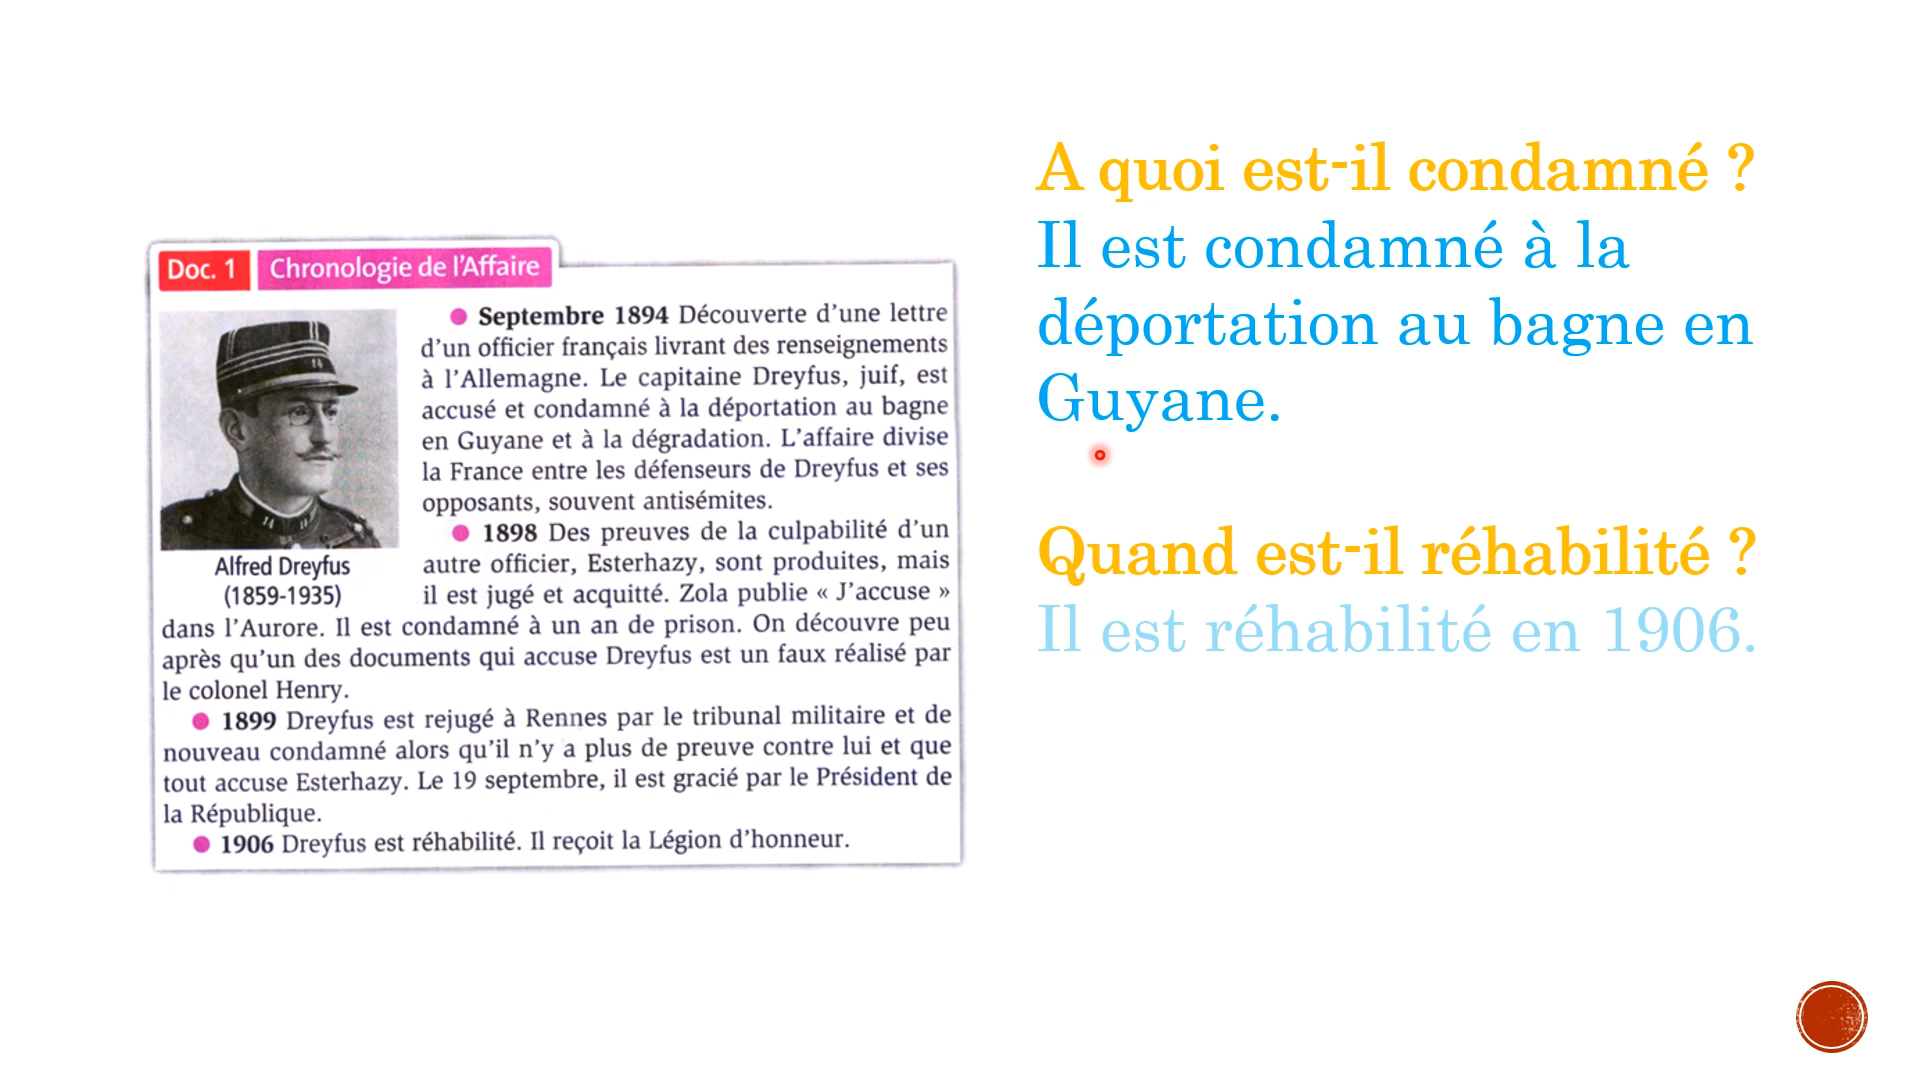 Doc. 1 Chronologie de l'Affaire
● Septembre 1894 Découverte d'une lettre
d'un officier français livrant des renseignements
à l'Allemagne. Le capitaine Dreyfus, juif, est
accusé et condamné à la déportation au bagne
en Guyane et à la dégradation. L'affaire divise
la France entre les défenseurs de Dreyfus et ses
opposants, souvent antisémites.
● 1898 Des preuves de la culpabilité d'un
autre officier, Esterhazy, sont produites, mais
il est jugé et acquitté. Zola publie « J'accuse »
dans l'Aurore. Il est condamné à un an de prison. On découvre peu
après qu'un des documents qui accuse Dreyfus est un faux réalisé par
le colonel Henry.
● 1899 Dreyfus est rejugé à Rennes par le tribunal militaire et de
nouveau condamné alors qu'il n'y a plus de preuve contre lui et que
tout accuse Esterhazy. Le 19 septembre, il est gracié par le Président de
la République.
● 1906 Dreyfus est réhabilité. Il reçoit la Légion d'honneur.
Alfred Dreyfus
(1859-1935)
A quoi est-il condamné ?
Il est condamné à la
déportation au bagne en
Guyane.
Quand est-il réhabilité ?
Il est réhabilité en 1906.